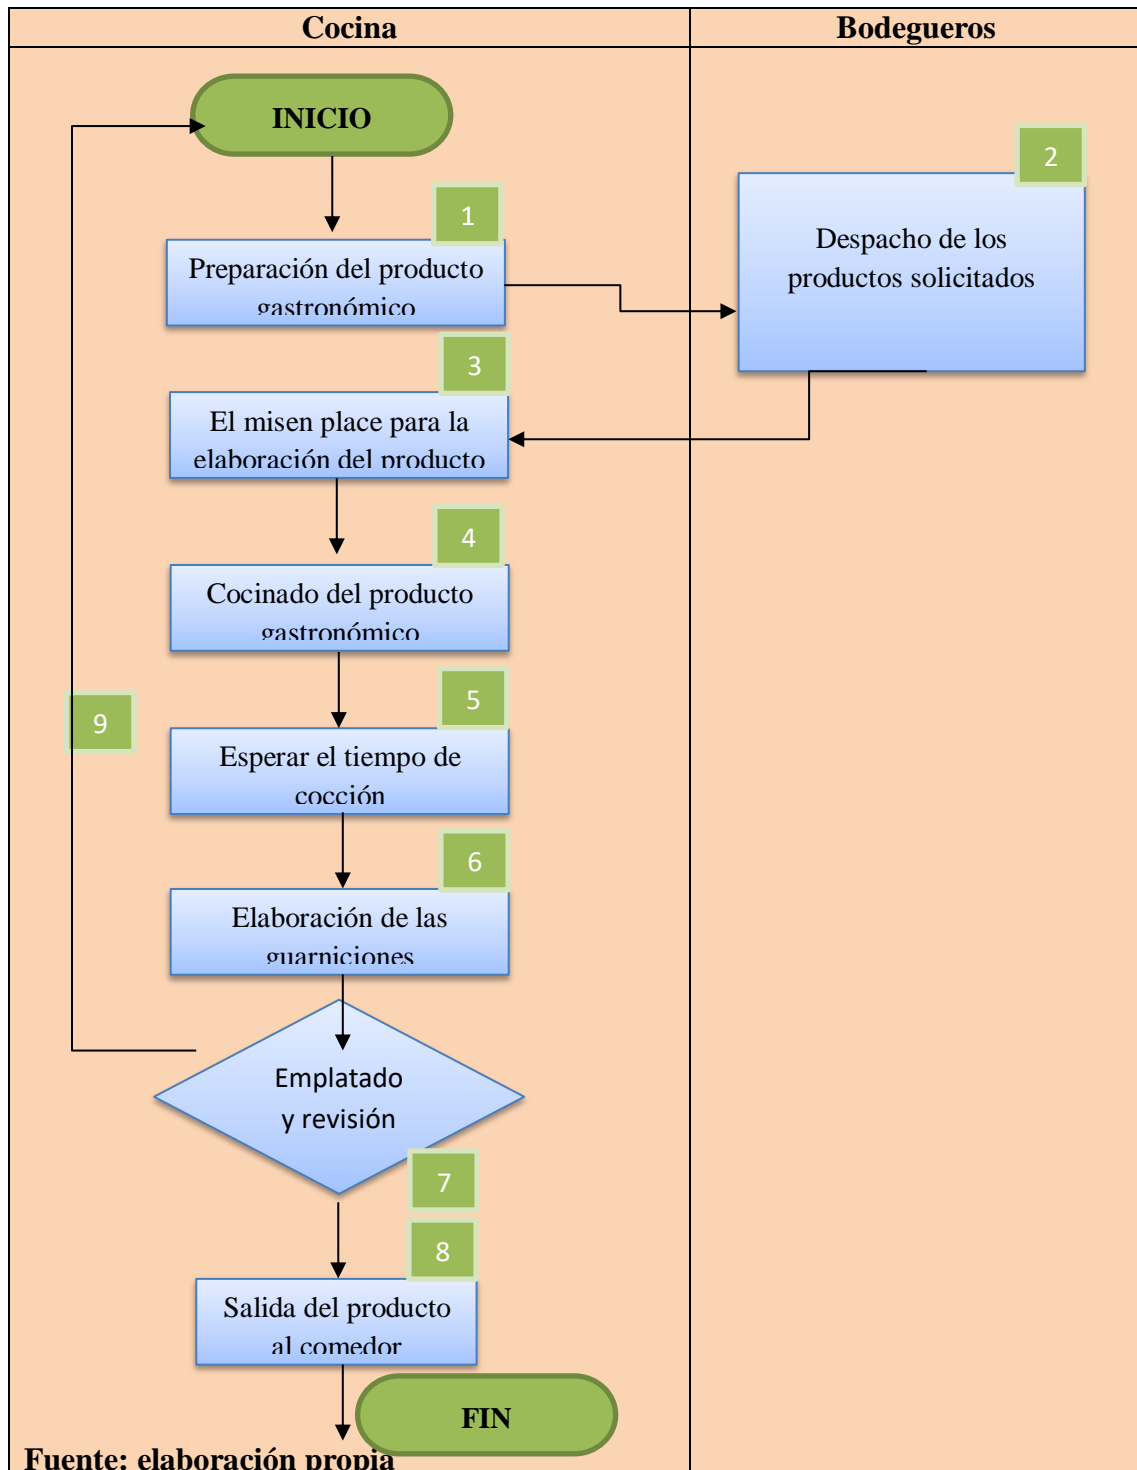 Cocina
Bodegueros
INICIO
1
Preparación del producto
gastronómico
2
Despacho de los
productos solicitados
3
El misen place para la
elaboración del producto
4
Cocinado del producto
gastronómico
5
Esperar el tiempo de
cocción
6
Elaboración de las
guarniciones
Emplatado
y revisión
7
8
Salida del producto
al comedor
9
FIN
Fuente: elaboración propia